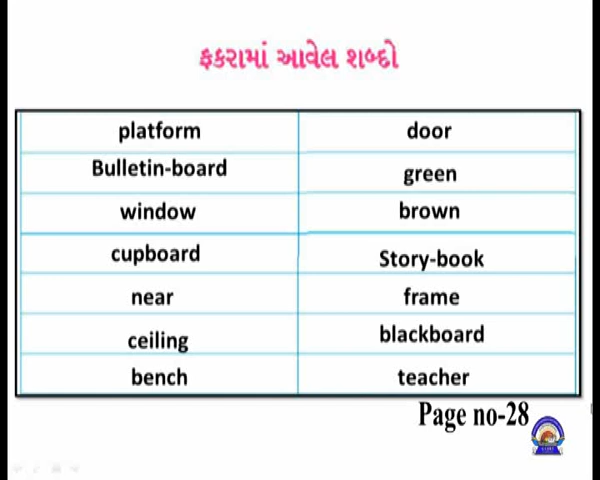 ફકરામાં આવેલ શબ્દો
platform door
Bulletin-board green
window brown
cupboard Story-book
near frame
ceiling blackboard
bench teacher
Page no-28